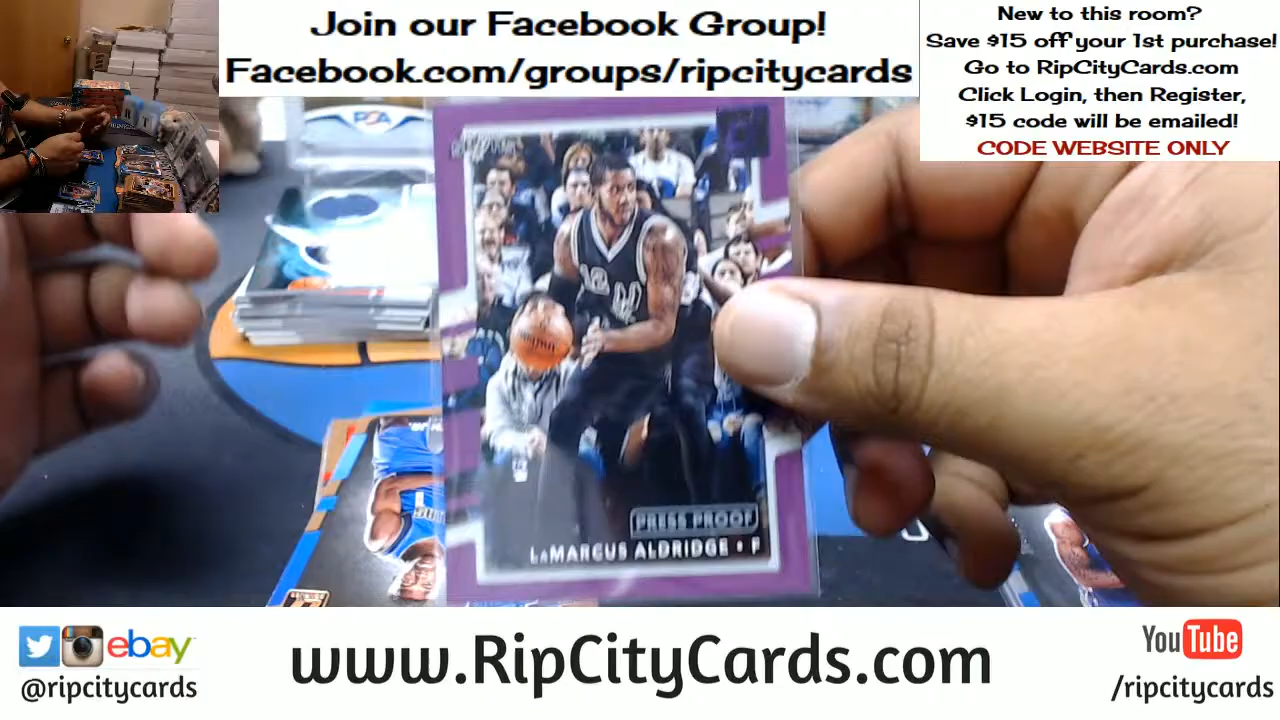 Join our Facebook Group!
Facebook.com/groups/ripcitycards
New to this room?
Save $15 off your 1st purchase!
Go to RipCityCards.com
Click Login, then Register,
$15 code will be emailed!
CODE WEBSITE ONLY
PSA
12
PRESS PROOF
LaMARCUS ALDRIDGE • F
ebay
@ripcitycards
www.RipCityCards.com
YouTube
/ripcitycards